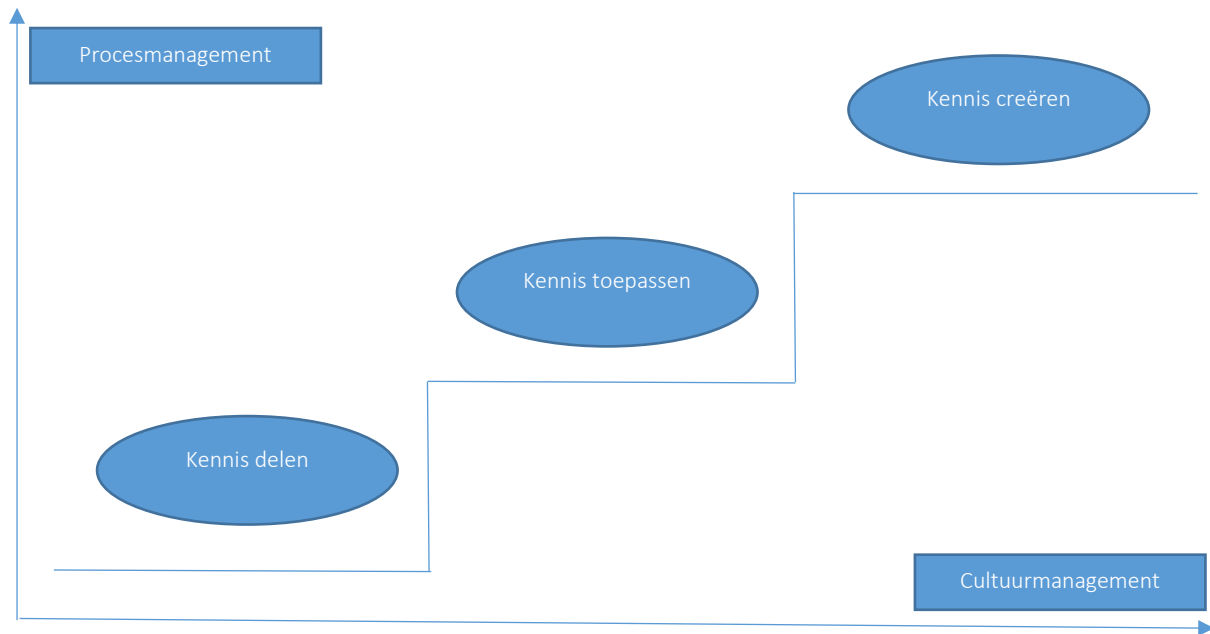 Procesmanagement
Kennis creëren
Kennis toepassen
Kennis delen
Cultuurmanagement